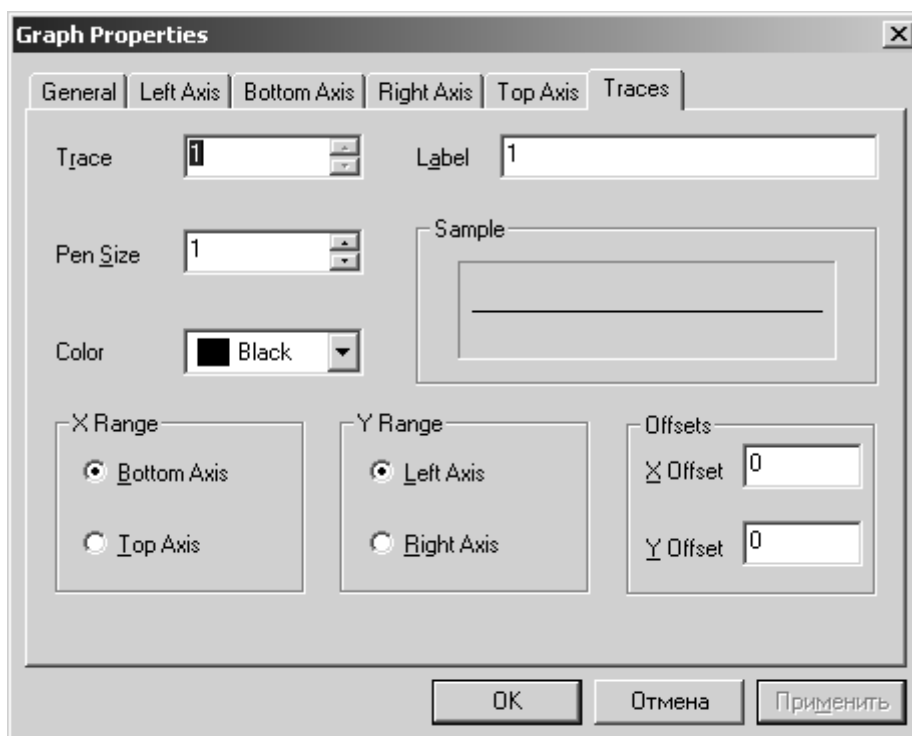 Graph Properties
General Left Axis Bottom Axis Right Axis Top Axis Traces
Trace 1 Label 1
Pen Size 1 Sample
Color Black
X Range Y Range Offsets
Bottom Axis Left Axis X Offset 0
Top Axis Right Axis Y Offset 0
OK Отмена Применить